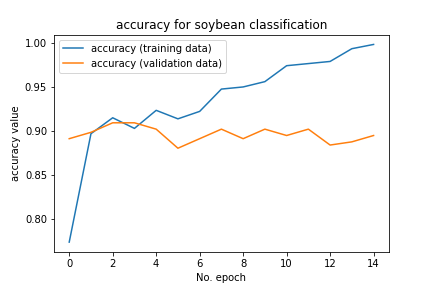 accuracy for soybean classification
accuracy (training data)
accuracy (validation data)
accuracy value
1.00
0.95
0.90
0.85
0.80
0 2 4 6 8 10 12 14
No. epoch